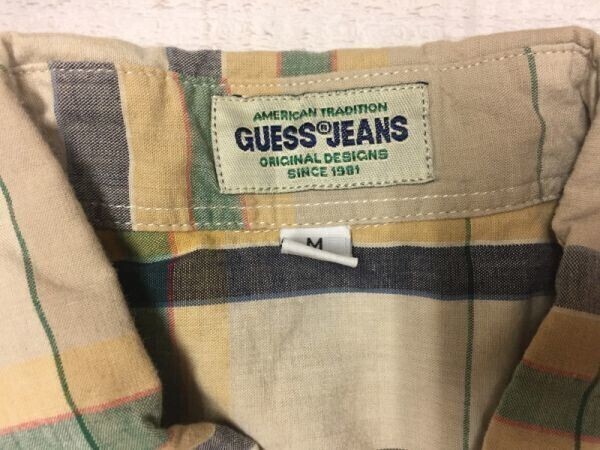 AMERICAN TRADITION
GUESS®JEANS
ORIGINAL DESIGNS
SINCE 1981
M